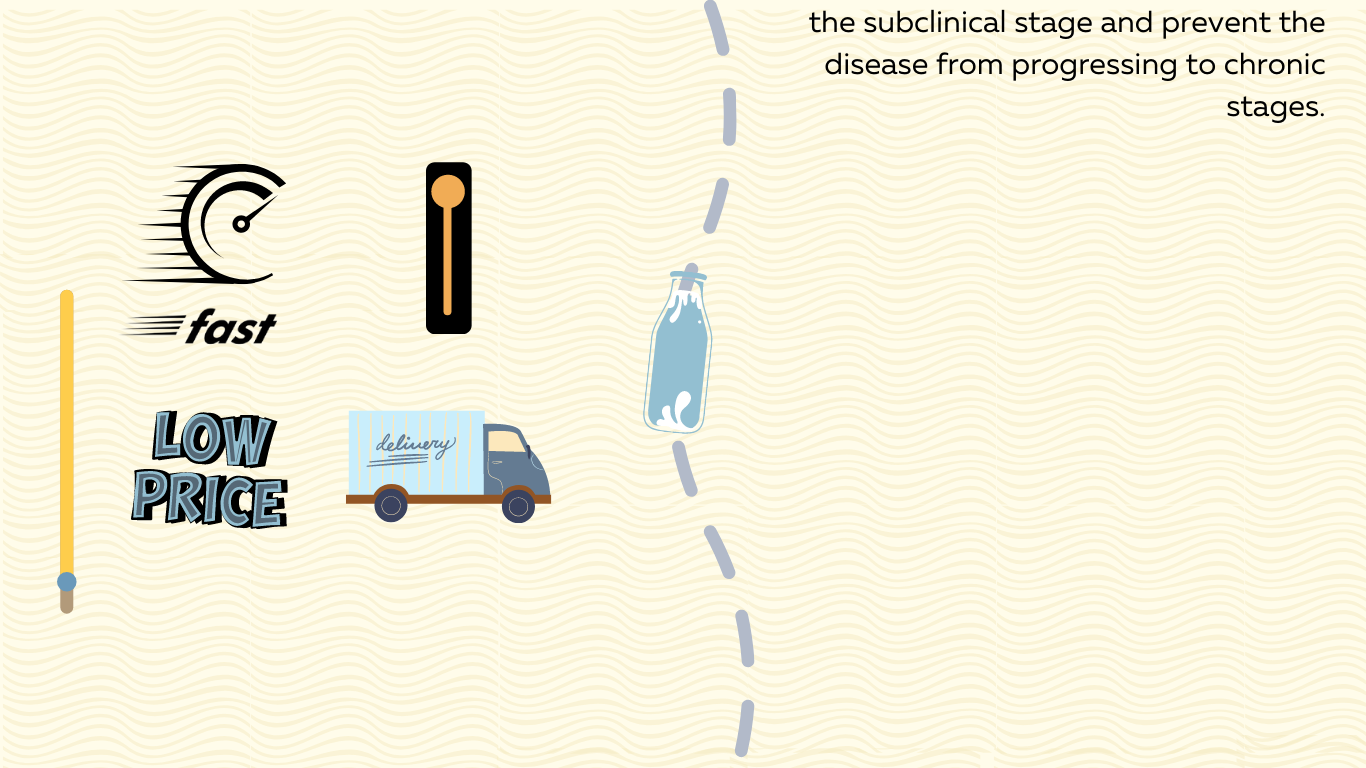 the subclinical stage and prevent the
disease from progressing to chronic
stages.
fast
LOW
PRICE
delivery